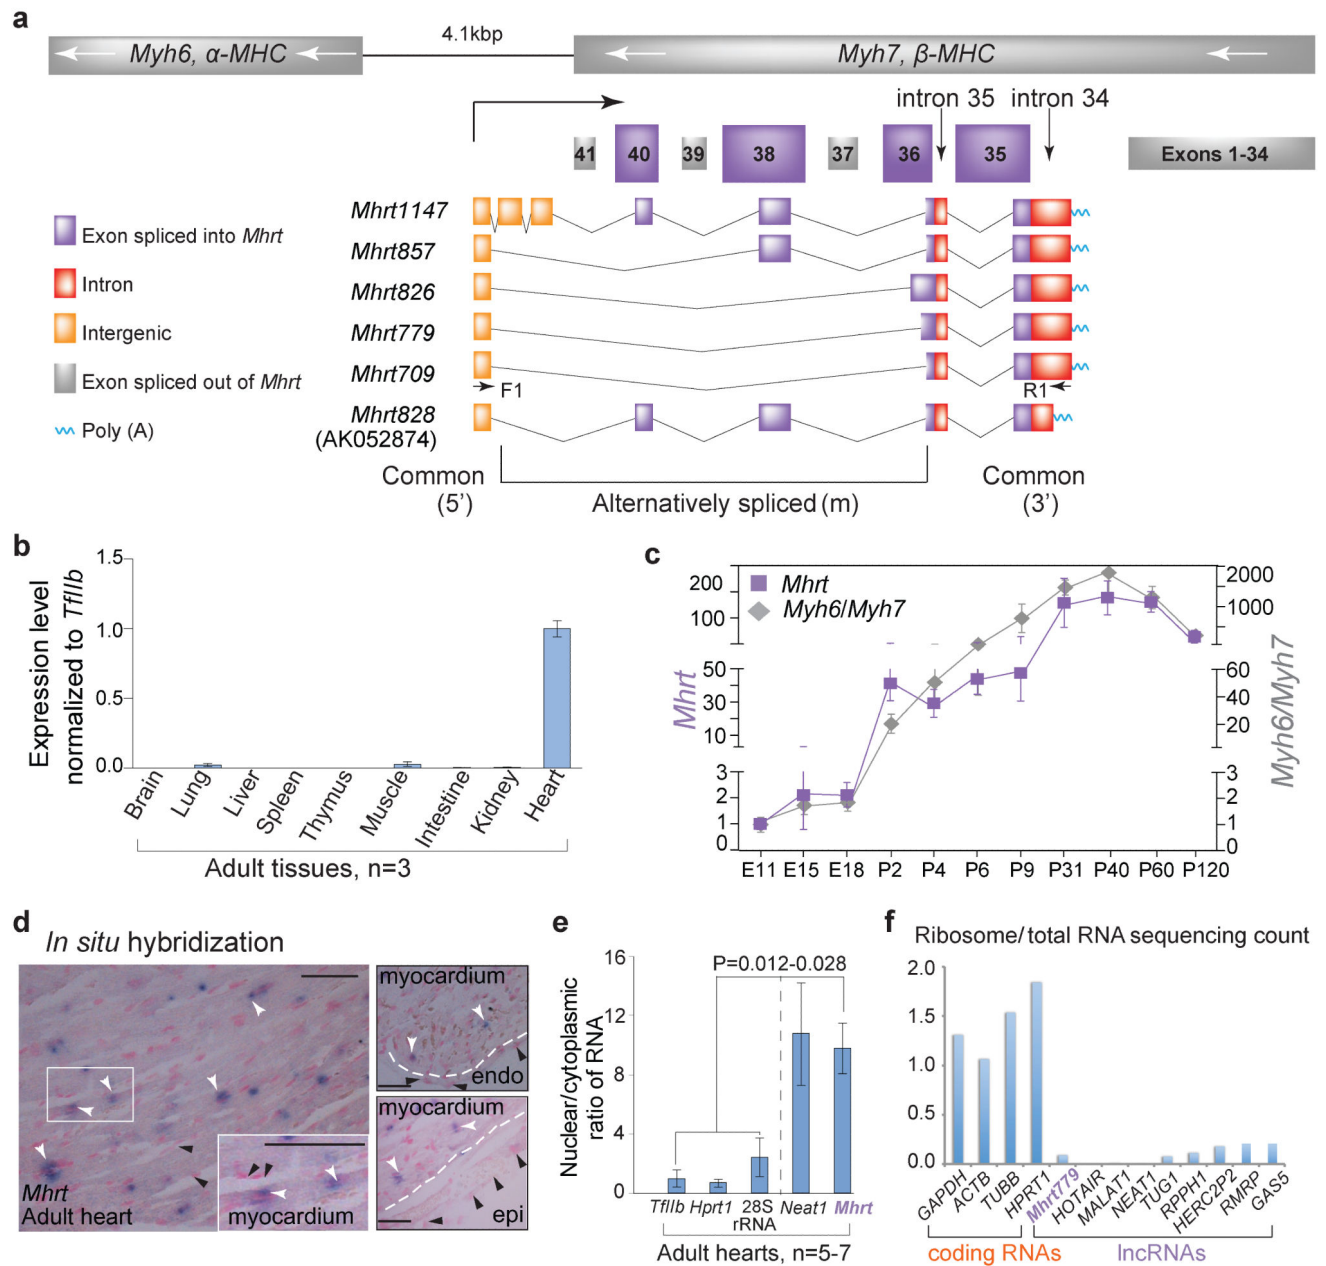 a
Myh6, α-MHC
4.1kbp
Myh7, β-MHC
intron 35 intron 34
41 40 39 38 37 36 35 Exons 1-34
Exon spliced into Mhrt
Intron
Intergenic
Exon spliced out of Mhrt
Poly (A)
Mhrt1147
Mhrt857
Mhrt826
Mhrt779
Mhrt709
F1 R1
Mhrt828
(AK052874)
Common
(5’)
Alternatively spliced (m)
Common
(3’)
b
Expression level
normalized to TfIIb
1.5
1.0
0.5
0.0
Brain Lung Liver Spleen Thymus Muscle Intestine Kidney Heart
Adult tissues, n=3
c
Mhrt
Myh6/Myh7
Mhrt
200
100
50
30
10
3
2
1
0
2000
1000
60
40
20
3
2
1
0
Myh6/Myh7
E11 E15 E18 P2 P4 P6 P9 P31 P40 P60 P120
d
In situ hybridization
Mhrt
Adult heart
myocardium
myocardium
endo
myocardium
epi
e
Nuclear/cytoplasmic
ratio of RNA
P=0.012-0.028
16
12
8
4
0
TfIIb Hprt1 28S rRNA Neat1 Mhrt
Adult hearts, n=5-7
f
Ribosome/ total RNA sequencing count
2.0
1.5
1.0
0.5
0.0
GAPDH ACTB TUBB HPRT1 Mhrt779 HOTAIR MALAT1 NEAT1 TUG1 RPPH1 HERC2P2 RMRP GAS5
coding RNAs lncRNAs